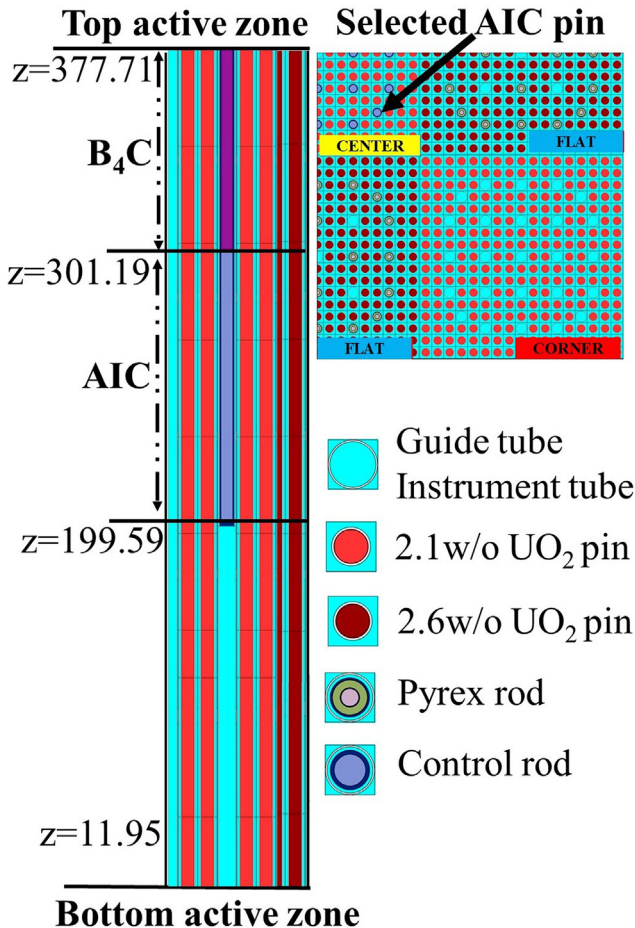 Top active zone
Selected AIC pin
z=377.71
B₄C
CENTER
FLAT
z=301.19
AIC
FLAT
CORNER
Guide tube
Instrument tube
z=199.59
2.1w/o UO₂ pin
2.6w/o UO₂ pin
Pyrex rod
Control rod
z=11.95
Bottom active zone